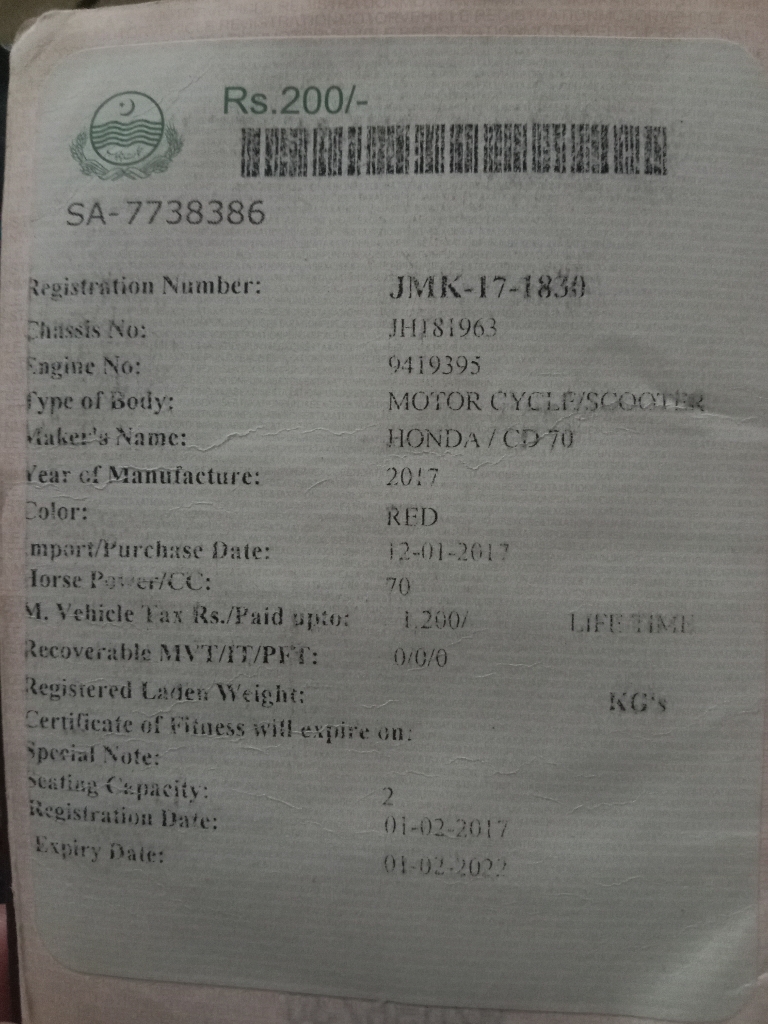 Rs.200/-
SA-7738386
Registration Number: JMK-17-1830
Chassis No: JH181963
Engine No: 9419395
Type of Body: MOTOR CYCLE/SCOOTER
Maker's Name: HONDA / CD 70
Year of Manufacture: 2017
Color: RED
mport/Purchase Date: 12-01-2017
Horse Power/CC: 70
M. Vehicle Tax Rs./Paid upto: 1,200/ LIFE TIME
Recoverable MVT/IT/PFT: 0/0/0
Registered Laden Weight: KG's
Certificate of Fitness will expire on:
Special Note:
Seating Capacity: 2
Registration Date: 01-02-2017
Expiry Date: 01-02-2022